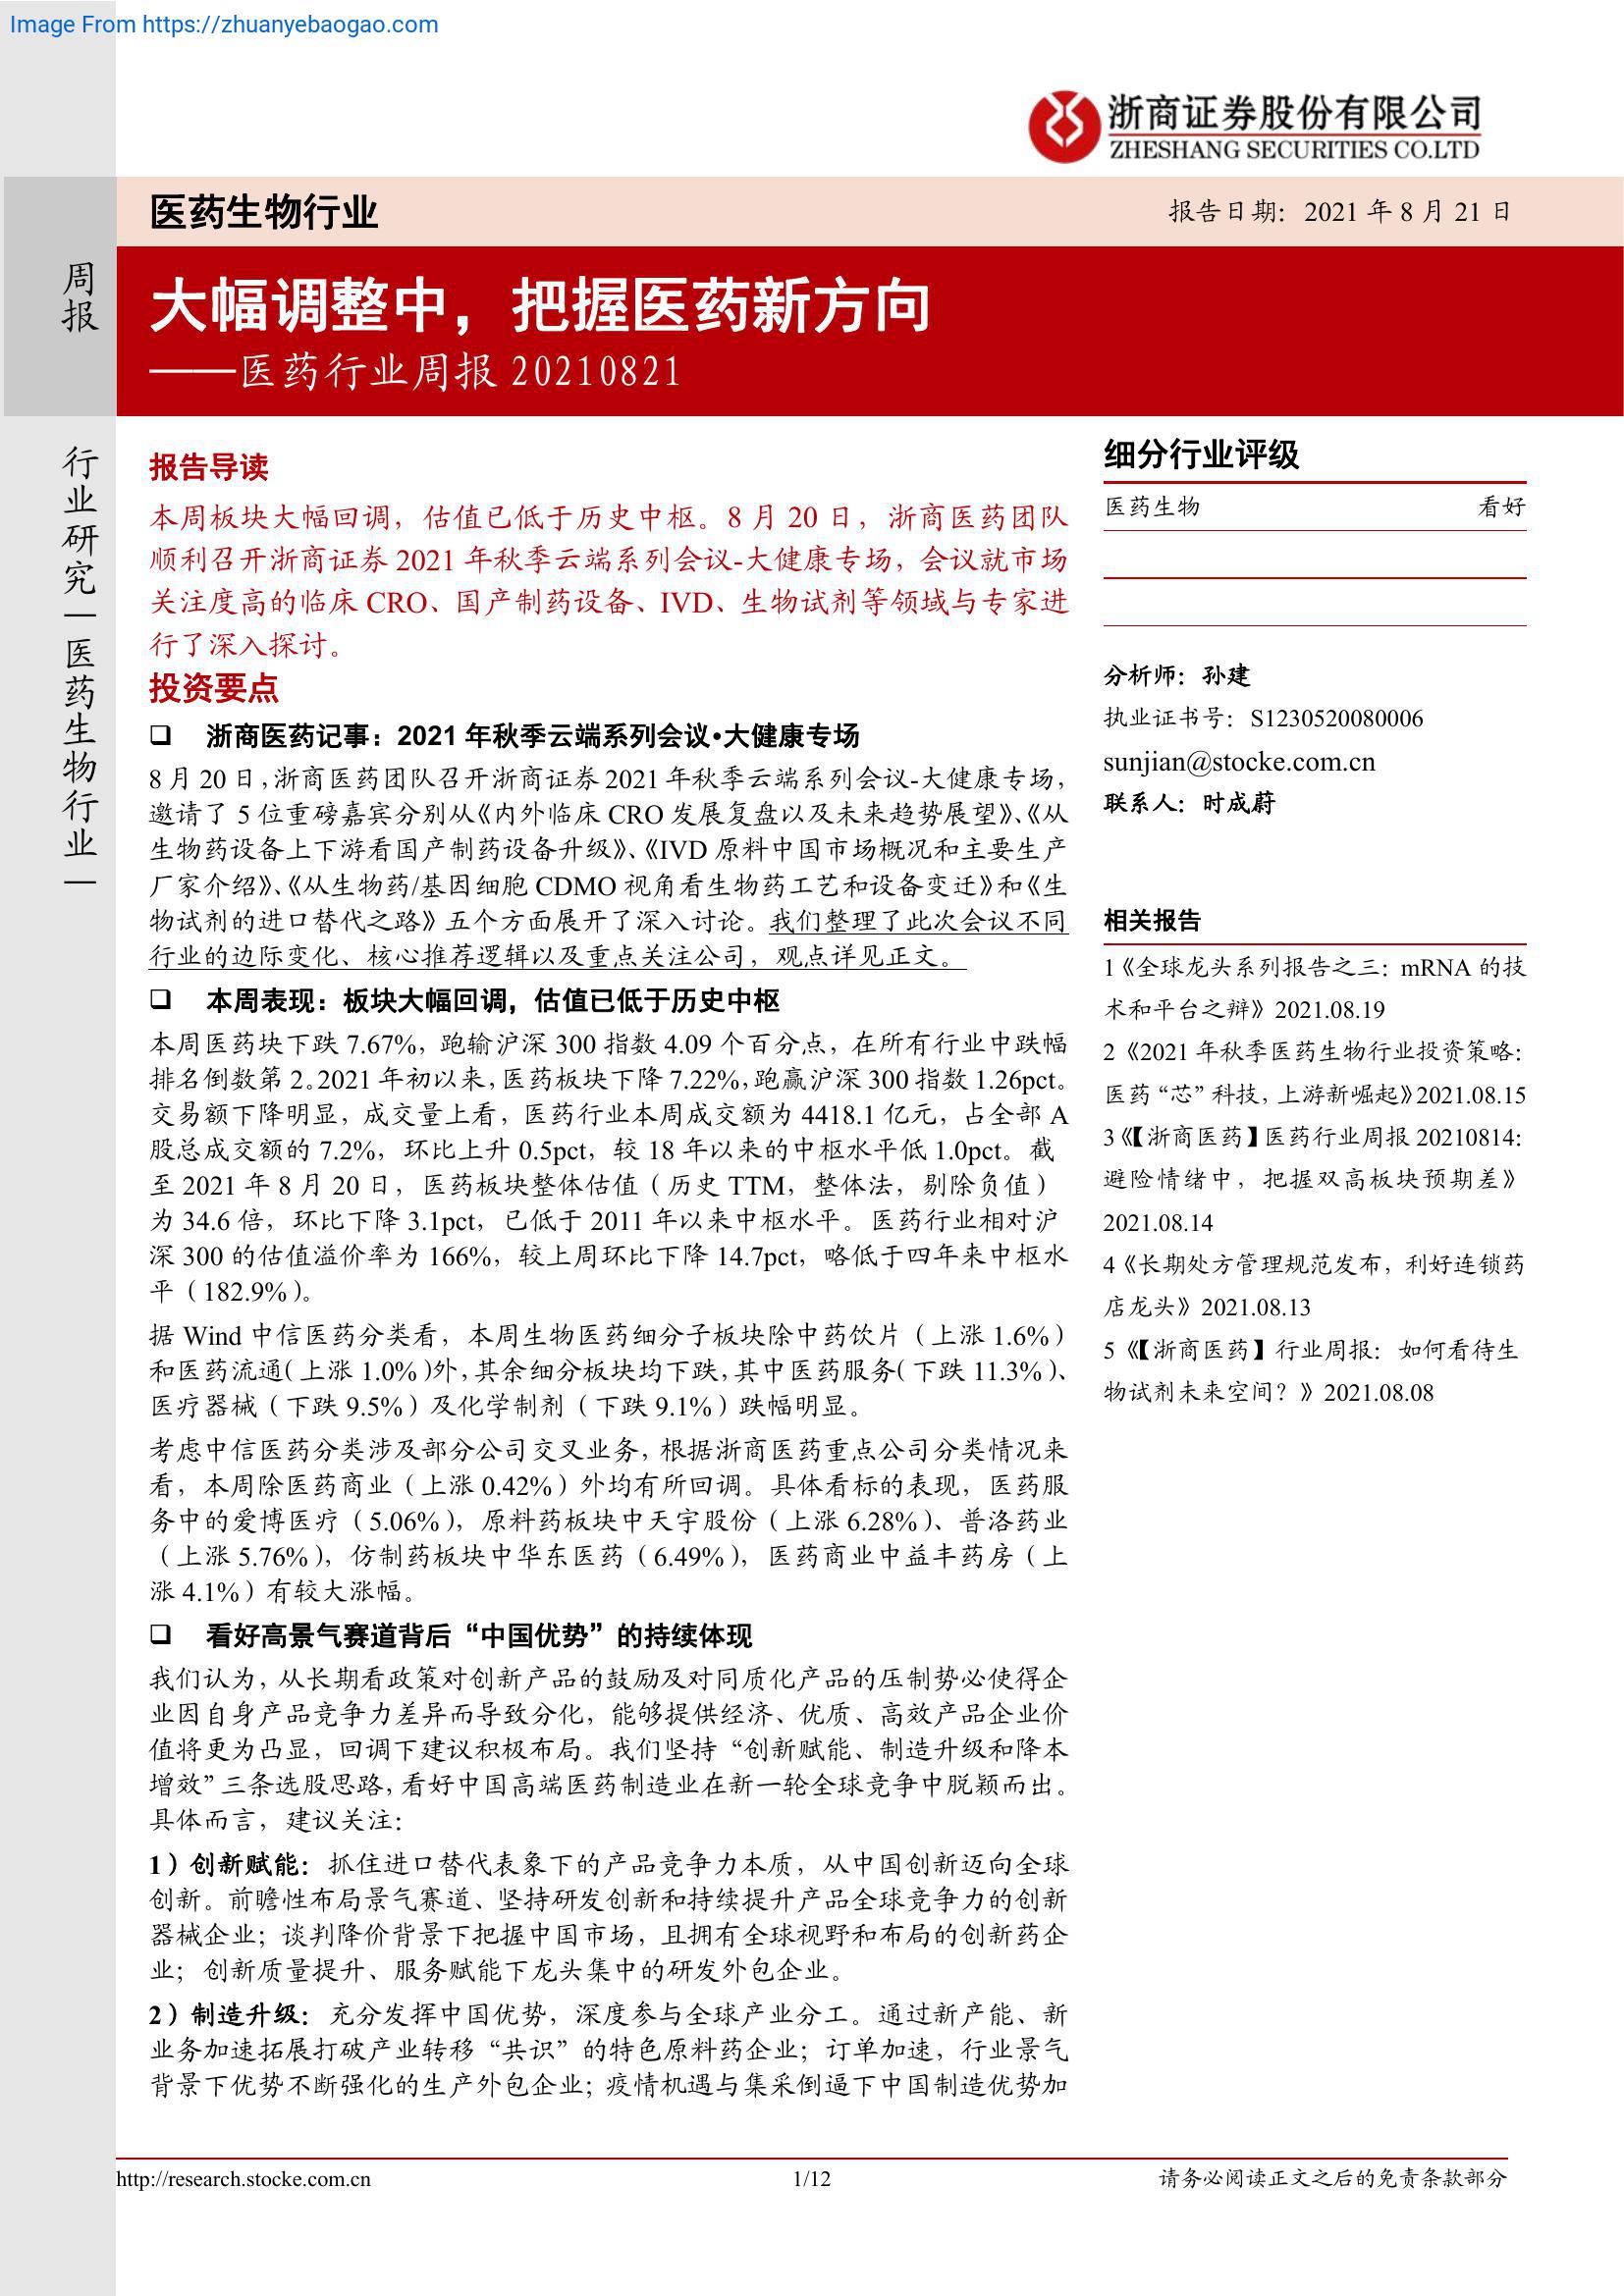 Image From https://zhuanyebaogao.com
浙商证券股份有限公司
ZHESHANG SECURITIES CO.LTD
医药生物行业
报告日期：2021 年 8 月 21 日
周报
大幅调整中，把握医药新方向
——医药行业周报 20210821
行业研究—医药生物行业—
报告导读
本周板块大幅回调，估值已低于历史中枢。8 月 20 日，浙商医药团队
顺利召开浙商证券 2021 年秋季云端系列会议-大健康专场，会议就市场
关注度高的临床 CRO、国产制药设备、IVD、生物试剂等领域与专家进
行了深入探讨。
投资要点
❑ 浙商医药记事：2021 年秋季云端系列会议•大健康专场
8 月 20 日，浙商医药团队召开浙商证券 2021 年秋季云端系列会议-大健康专场，
邀请了 5 位重磅嘉宾分别从《内外临床 CRO 发展复盘以及未来趋势展望》、《从
生物药设备上下游看国产制药设备升级》、《IVD 原料中国市场概况和主要生产
厂家介绍》、《从生物药/基因细胞 CDMO 视角看生物药工艺和设备变迁》和《生
物试剂的进口替代之路》五个方面展开了深入讨论。我们整理了此次会议不同
行业的边际变化、核心推荐逻辑以及重点关注公司，观点详见正文。
❑ 本周表现：板块大幅回调，估值已低于历史中枢
本周医药块下跌 7.67%，跑输沪深 300 指数 4.09 个百分点，在所有行业中跌幅
排名倒数第 2。2021 年初以来，医药板块下降 7.22%，跑赢沪深 300 指数 1.26pct。
交易额下降明显，成交量上看，医药行业本周成交额为 4418.1 亿元，占全部 A
股总成交额的 7.2%，环比上升 0.5pct，较 18 年以来的中枢水平低 1.0pct。截
至 2021 年 8 月 20 日，医药板块整体估值（历史 TTM，整体法，剔除负值）
为 34.6 倍，环比下降 3.1pct，已低于 2011 年以来中枢水平。医药行业相对沪
深 300 的估值溢价率为 166%，较上周环比下降 14.7pct，略低于四年来中枢水
平（182.9%）。
据 Wind 中信医药分类看，本周生物医药细分子板块除中药饮片（上涨 1.6%）
和医药流通（上涨 1.0%）外，其余细分板块均下跌，其中医药服务（下跌 11.3%）、
医疗器械（下跌 9.5%）及化学制剂（下跌 9.1%）跌幅明显。
考虑中信医药分类涉及部分公司交叉业务，根据浙商医药重点公司分类情况来
看，本周除医药商业（上涨 0.42%）外均有所回调。具体看标的表现，医药服
务中的爱博医疗（5.06%），原料药板块中天宇股份（上涨 6.28%）、普洛药业
（上涨 5.76%），仿制药板块中华东医药（6.49%），医药商业中益丰药房（上
涨 4.1%）有较大涨幅。
❑ 看好高景气赛道背后“中国优势”的持续体现
我们认为，从长期看政策对创新产品的鼓励及对同质化产品的压制势必使得企
业因自身产品竞争力差异而导致分化，能够提供经济、优质、高效产品企业价
值将更为凸显，回调下建议积极布局。我们坚持“创新赋能、制造升级和降本
增效”三条选股思路，看好中国高端医药制造业在新一轮全球竞争中脱颖而出。
具体而言，建议关注：
1）创新赋能：抓住进口替代表象下的产品竞争力本质，从中国创新迈向全球
创新。前瞻性布局景气赛道、坚持研发创新和持续提升产品全球竞争力的创新
器械企业；谈判降价背景下把握中国市场，且拥有全球视野和布局的创新药企
业；创新质量提升、服务赋能下龙头集中的研发外包企业。
2）制造升级：充分发挥中国优势，深度参与全球产业分工。通过新产能、新
业务加速拓展打破产业转移“共识”的特色原料药企业；订单加速，行业景气
背景下优势不断强化的生产外包企业；疫情机遇与集采倒逼下中国制造优势加
细分行业评级
医药生物 看好
分析师：孙建
执业证书号：S1230520080006
sunjian@stocke.com.cn
联系人：时成蔚
相关报告
1《全球龙头系列报告之三：mRNA 的技
术和平台之辩》2021.08.19
2《2021 年秋季医药生物行业投资策略：
医药“芯”科技，上游新崛起》2021.08.15
3《【浙商医药】医药行业周报 20210814：
避险情绪中，把握双高板块预期差》
2021.08.14
4《长期处方管理规范发布，利好连锁药
店龙头》2021.08.13
5《【浙商医药】行业周报：如何看待生
物试剂未来空间？》2021.08.08
http://research.stocke.com.cn
1/12
请务必阅读正文之后的免责条款部分